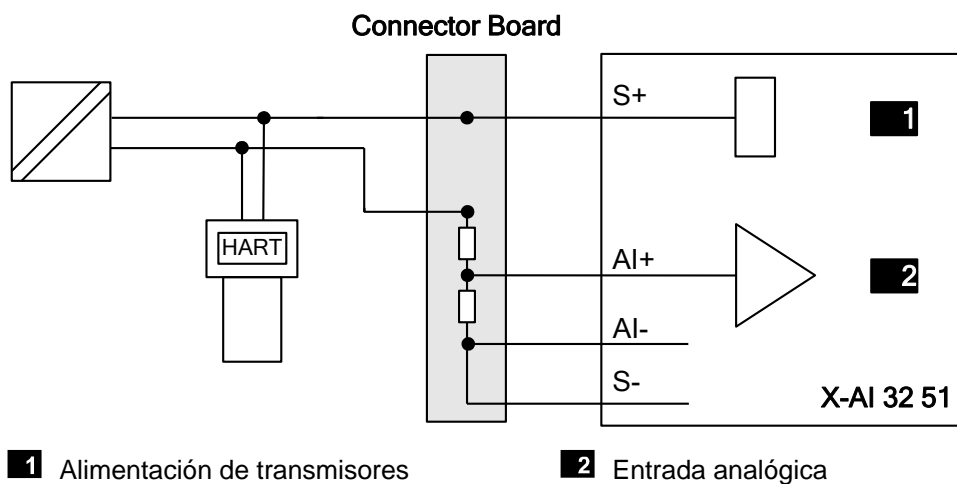 Connector Board
S+
1
HART
AI+
2
AI-
S-
X-AI 32 51
1 Alimentación de transmisores
2 Entrada analógica